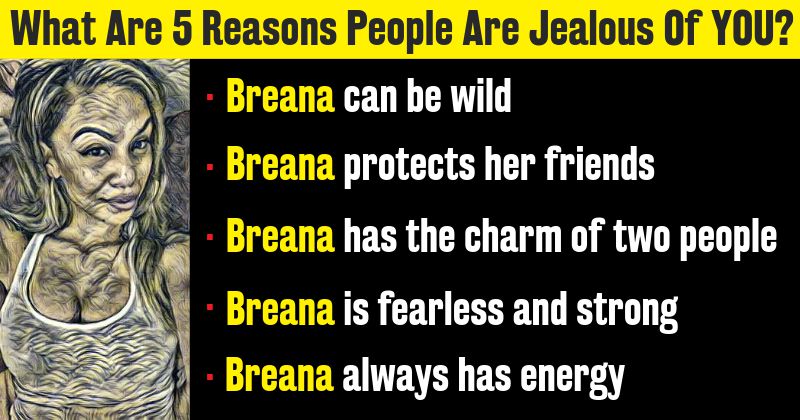 What Are 5 Reasons People Are Jealous Of YOU?
· Breana can be wild
· Breana protects her friends
· Breana has the charm of two people
· Breana is fearless and strong
· Breana always has energy